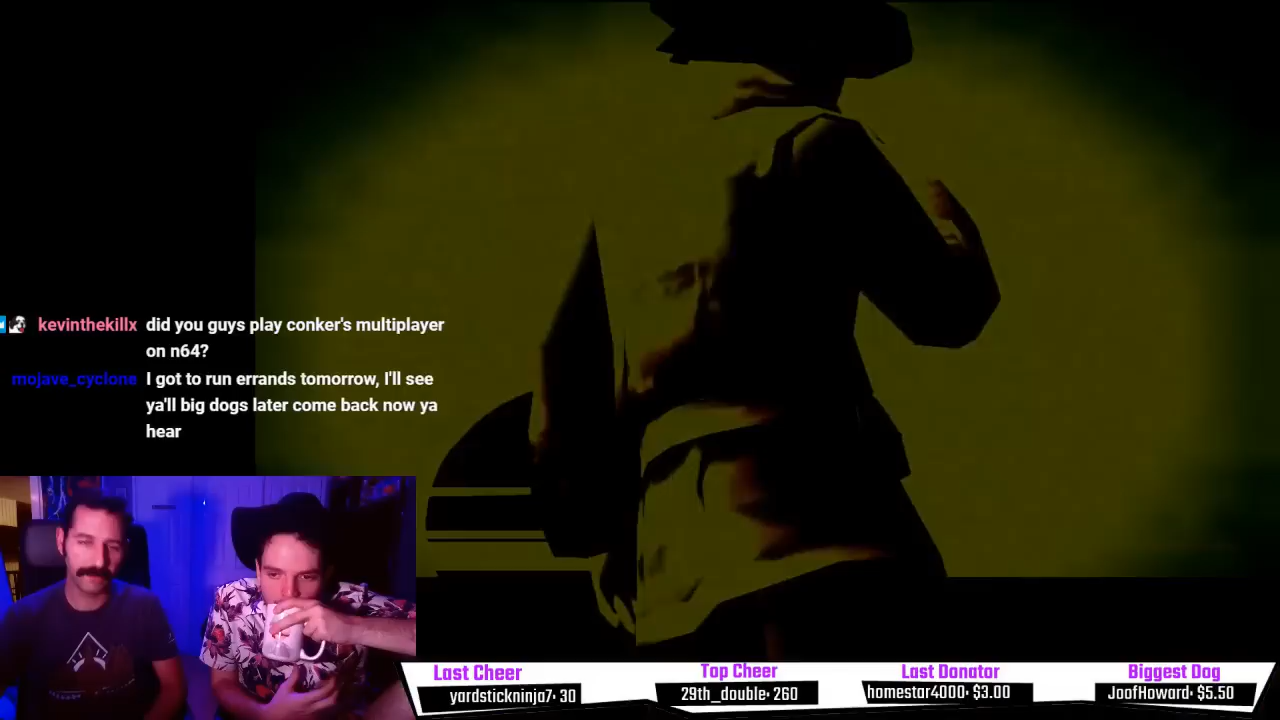 kevinthekillx did you guys play conker's multiplayer
on n64?
mojave_cyclone I got to run errands tomorrow, I'll see
ya'll big dogs later come back now ya
hear
Last Cheer
yardstickninja7: 30
Top Cheer
29th_double: 260
Last Donator
homestar4000: $3.00
Biggest Dog
JoofHoward: $5.50